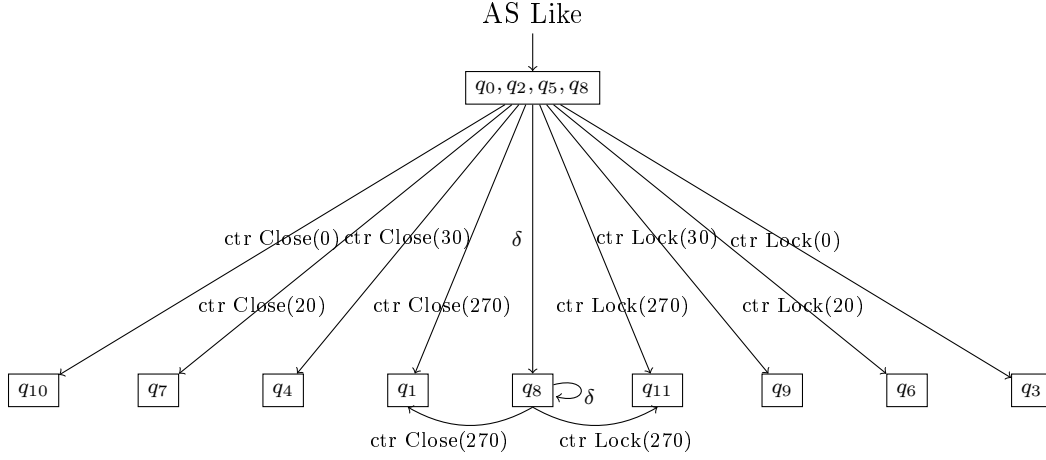 AS Like
q0, q2, q5, q8
ctr Close(0) ctr Close(30) δ ctr Lock(30) ctr Lock(0)
ctr Close(20) ctr Close(270) ctr Lock(270) ctr Lock(20)
q10 q7 q4 q1 q8 δ q11 q9 q6 q3
ctr Close(270) ctr Lock(270)